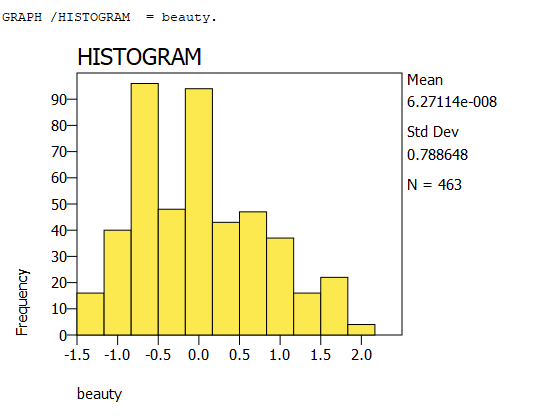 GRAPH /HISTOGRAM  = beauty.
HISTOGRAM
Mean
6.27114e-008
Std Dev
0.788648
N = 463
90
80
70
60
50
40
30
20
10
0
Frequency
-1.5 -1.0 -0.5 0.0 0.5 1.0 1.5 2.0
beauty